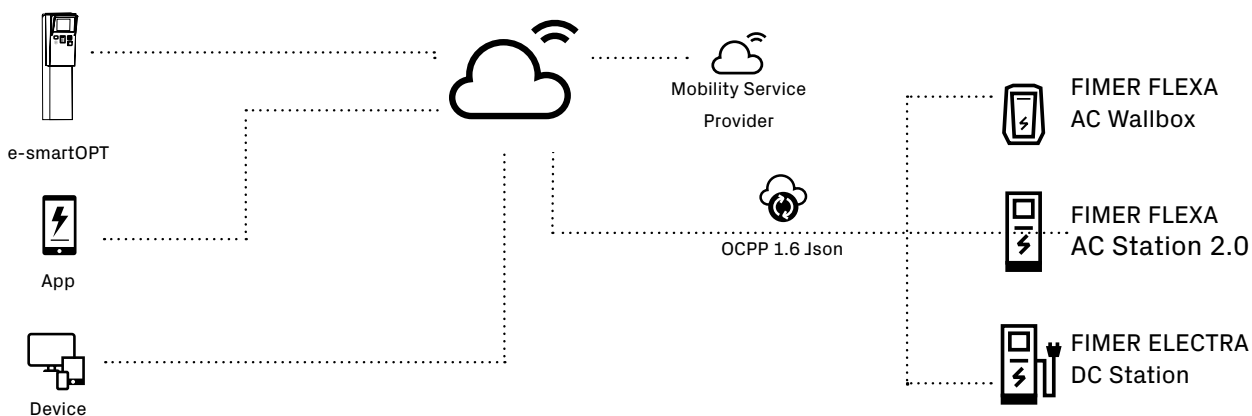 e-smartOPT
App
Device
Mobility Service
Provider
OCPP 1.6 Json
FIMER FLEXA
AC Wallbox
FIMER FLEXA
AC Station 2.0
FIMER ELECTRA
DC Station